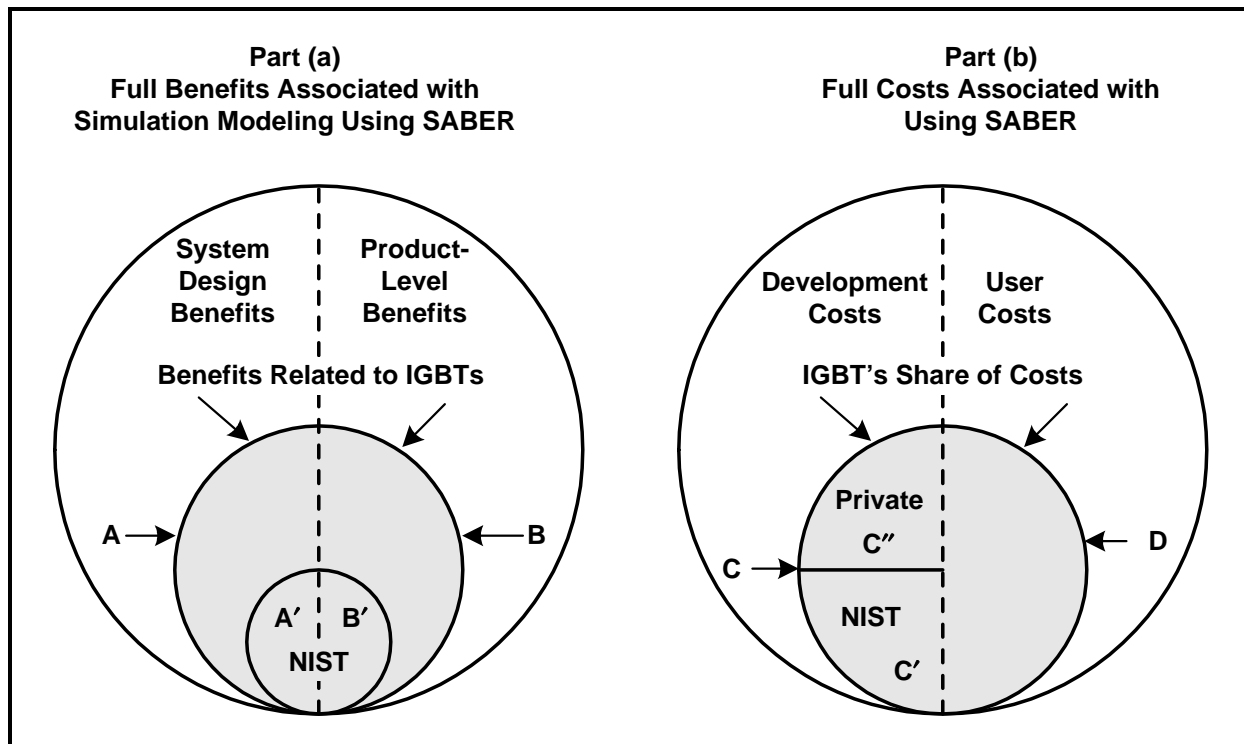 Part (a)
Full Benefits Associated with
Simulation Modeling Using SABER
System
Design
Benefits
Product-
Level
Benefits
Benefits Related to IGBTs
A
B
A′
B′
NIST
Part (b)
Full Costs Associated with
Using SABER
Development
Costs
User
Costs
IGBT’s Share of Costs
Private
C″
C
D
NIST
C′